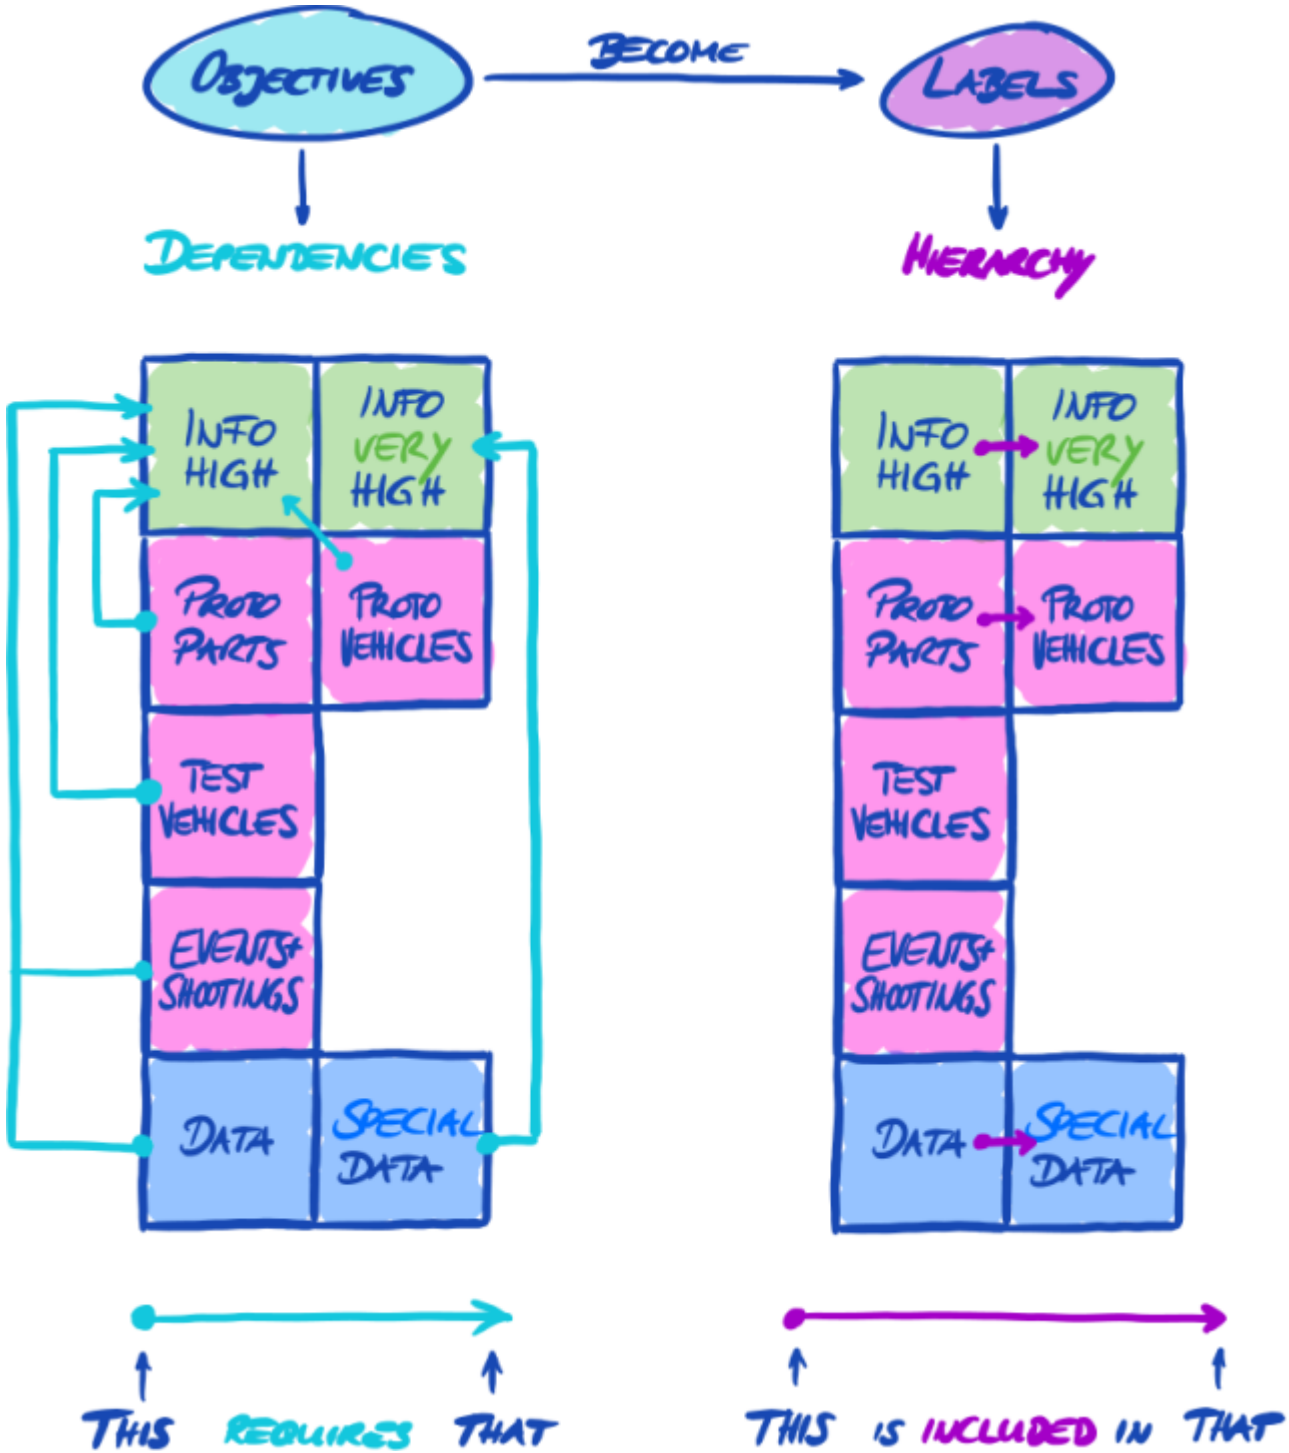 OBJECTIVES
BECOME
LABELS
DEPENDENCIES
HIERARCHY
INFO
HIGH
INFO
VERY
HIGH
PROTO
PARTS
PROTO
VEHICLES
TEST
VEHICLES
EVENTS+
SHOOTINGS
DATA
SPECIAL
DATA
THIS REQUIRES THAT
INFO
HIGH
INFO
VERY
HIGH
PROTO
PARTS
PROTO
VEHICLES
TEST
VEHICLES
EVENTS+
SHOOTINGS
DATA
SPECIAL
DATA
THIS IS INCLUDED IN THAT